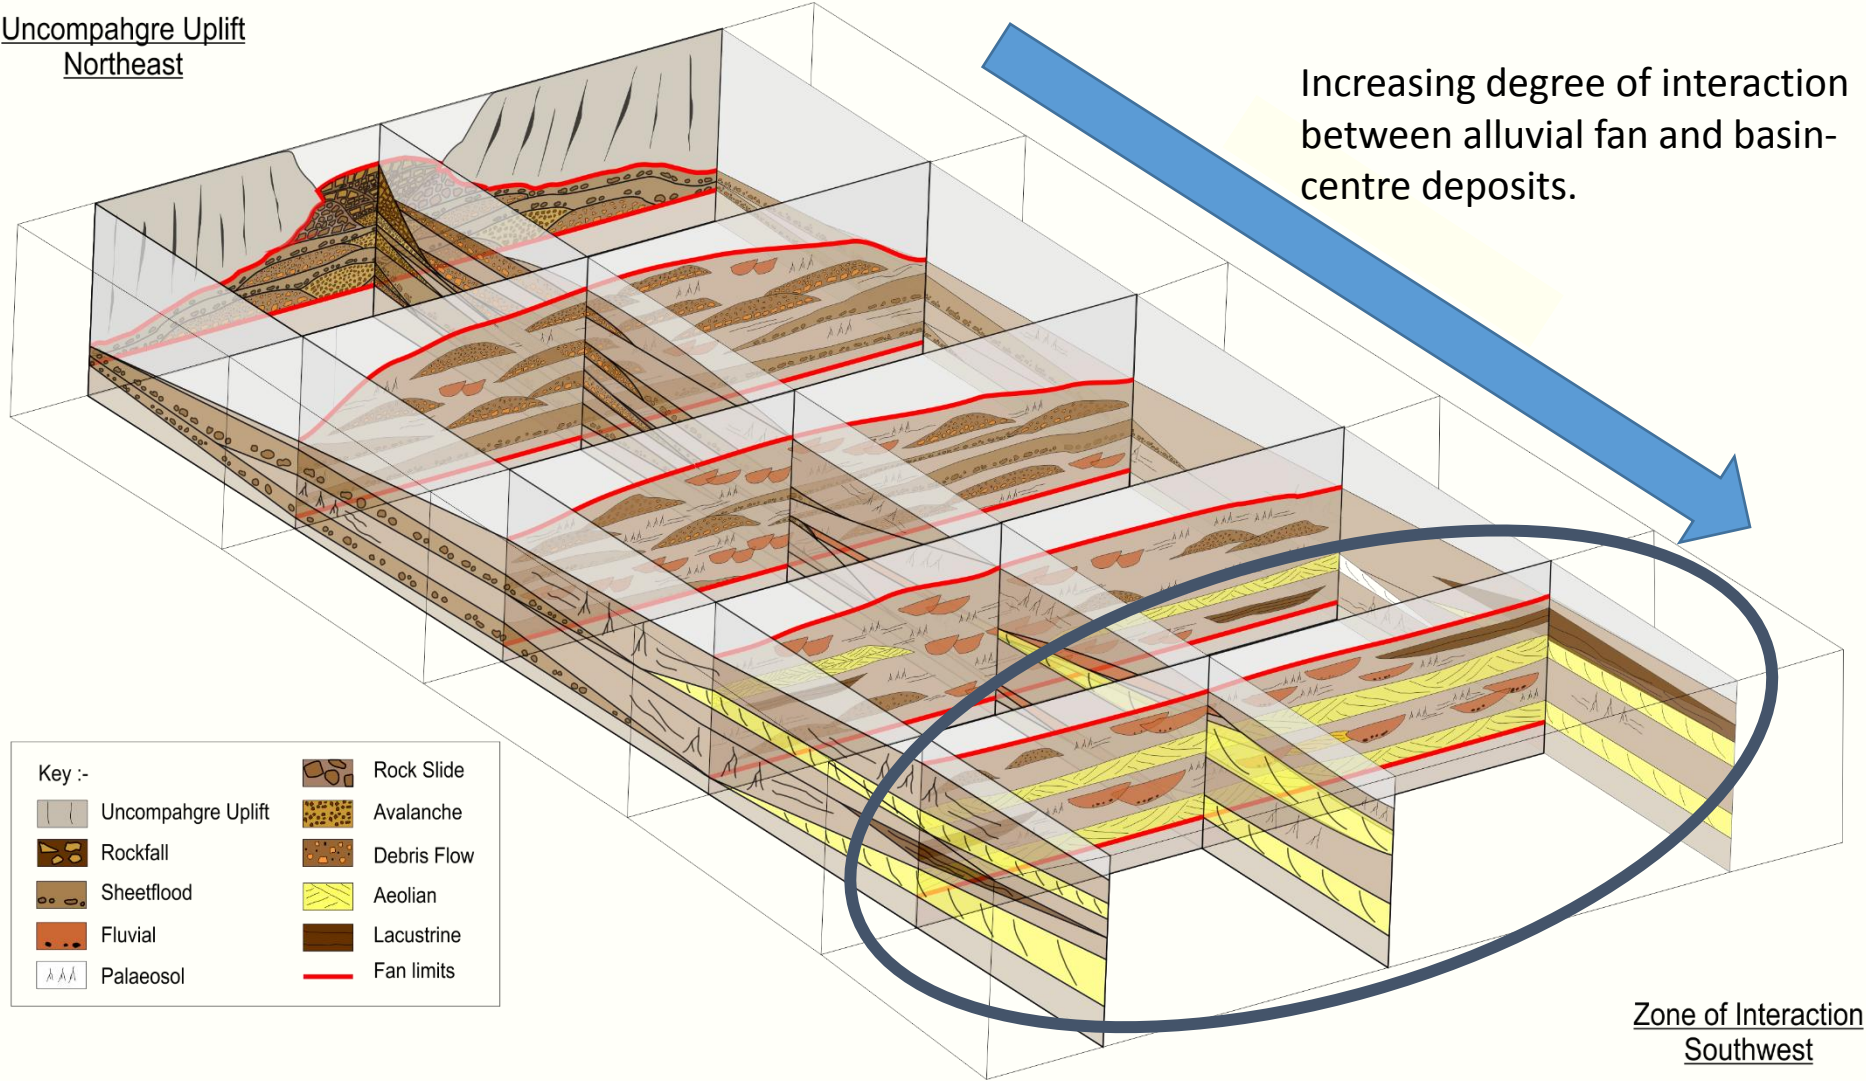 Uncompahgre Uplift
Northeast
Increasing degree of interaction
between alluvial fan and basin-
centre deposits.
Key :-
Uncompahgre Uplift
Rockfall
Sheetflood
Fluvial
Palaeosol
Rock Slide
Avalanche
Debris Flow
Aeolian
Lacustrine
Fan limits
Zone of Interaction
Southwest